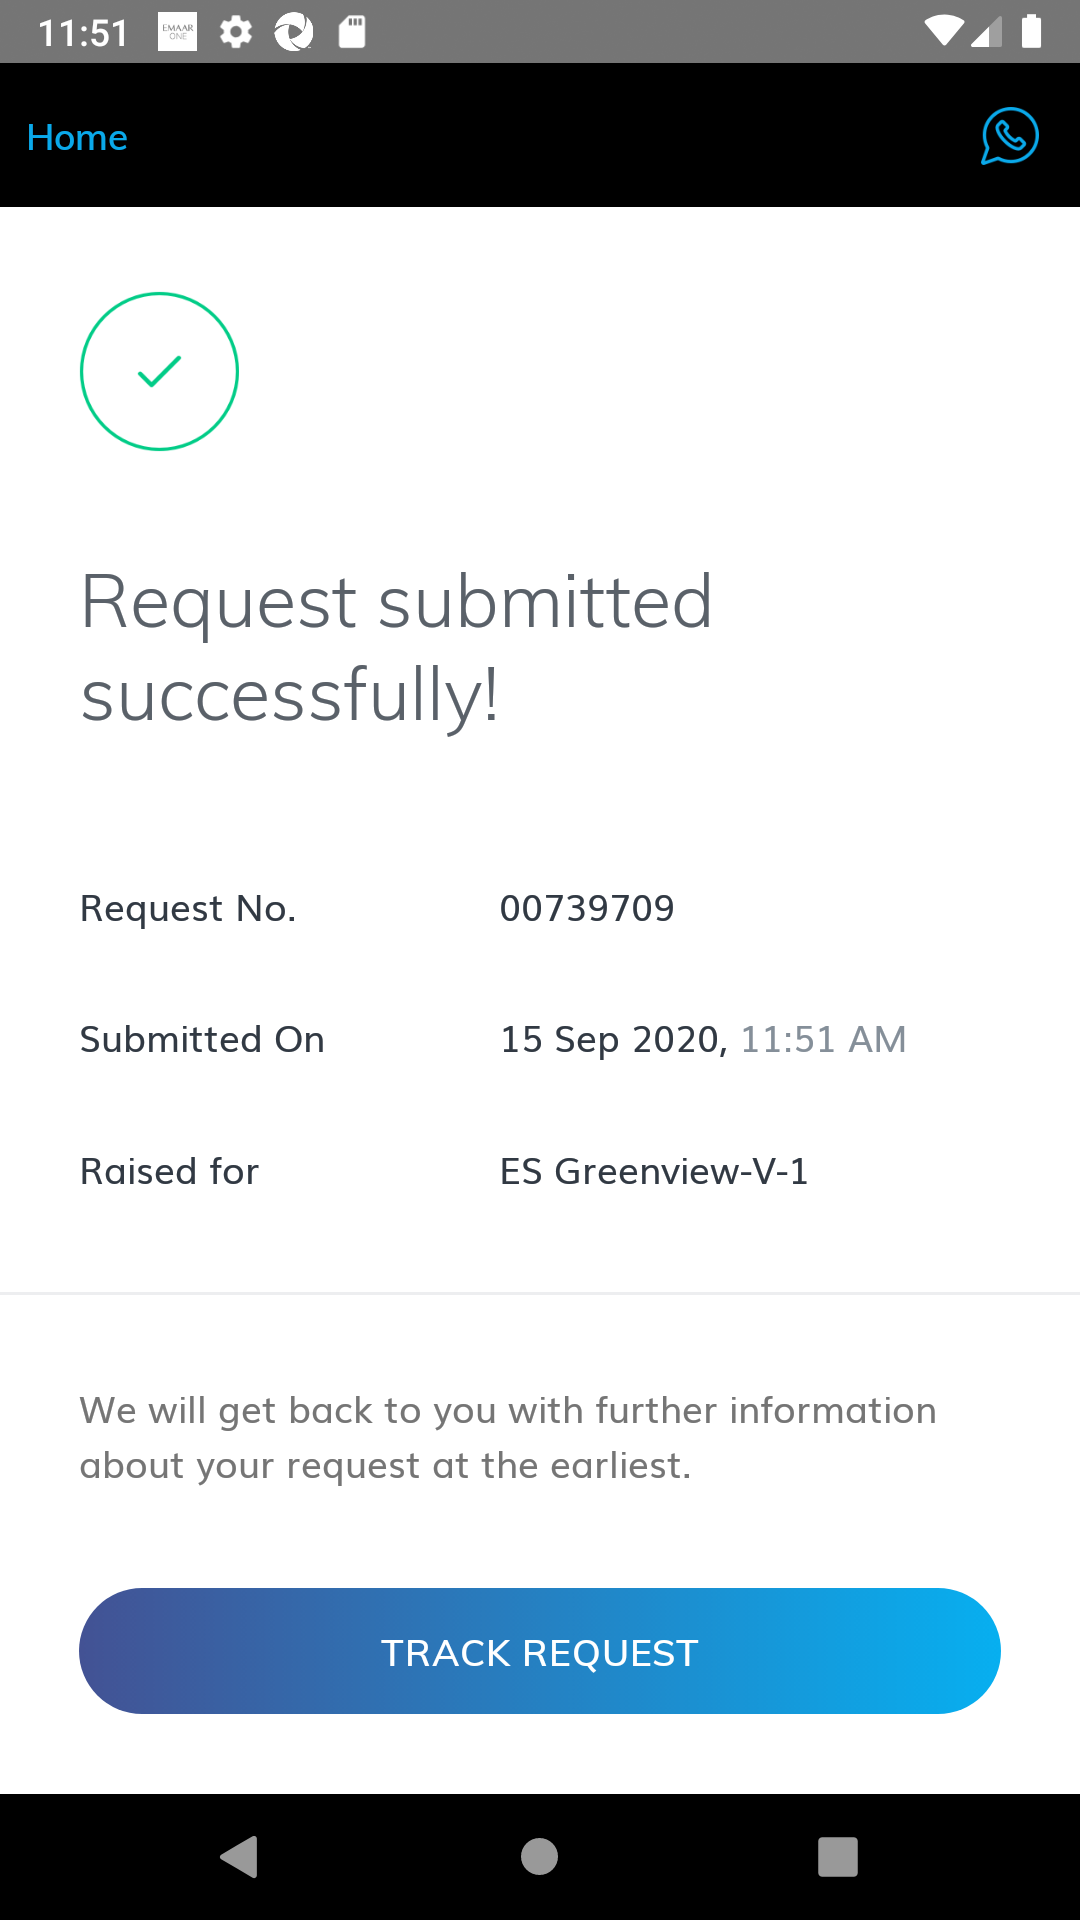 11:51
EMAAR
ONE
Home
Request submitted
successfully!
Request No. 00739709
Submitted On 15 Sep 2020, 11:51 AM
Raised for ES Greenview-V-1
We will get back to you with further information
about your request at the earliest.
TRACK REQUEST